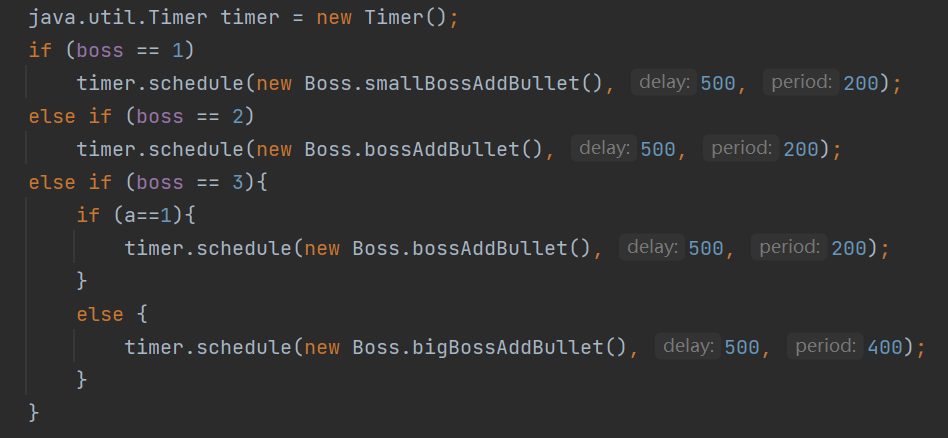 java.util.Timer timer = new Timer();
if (boss == 1)
    timer.schedule(new Boss.smallBossAddBullet(), delay: 500, period: 200);
else if (boss == 2)
    timer.schedule(new Boss.bossAddBullet(), delay: 500, period: 200);
else if (boss == 3){
    if (a==1){
        timer.schedule(new Boss.bossAddBullet(), delay: 500, period: 200);
    }
    else {
        timer.schedule(new Boss.bigBossAddBullet(), delay: 500, period: 400);
    }
}